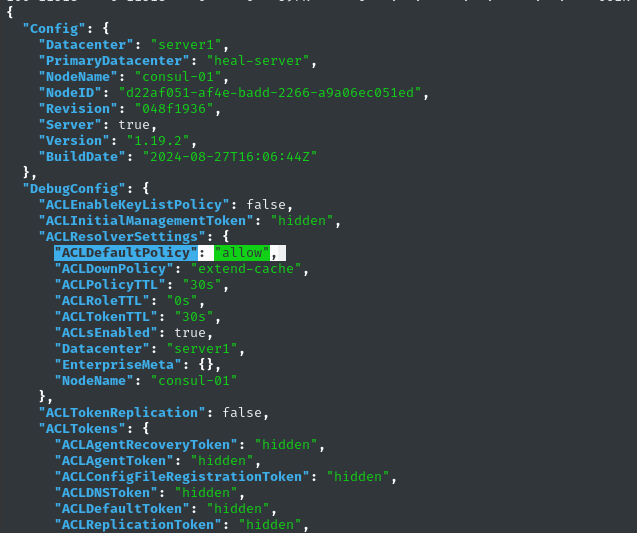 {
"Config": {
"Datacenter": "server1",
"PrimaryDatacenter": "heal-server",
"NodeName": "consul-01",
"NodeID": "d22af051-af4e-badd-2266-a9a06ec051ed",
"Revision": "048f1936",
"Server": true,
"Version": "1.19.2",
"BuildDate": "2024-08-27T16:06:44Z"
},
"DebugConfig": {
"ACLEnableKeyListPolicy": false,
"ACLInitialManagementToken": "hidden",
"ACLResolverSettings": {
"ACLDefaultPolicy": "allow",
"ACLDownPolicy": "extend-cache",
"ACLPolicyTTL": "30s",
"ACLRoleTTL": "0s",
"ACLTokenTTL": "30s",
"ACLsEnabled": true,
"Datacenter": "server1",
"EnterpriseMeta": {},
"NodeName": "consul-01"
},
"ACLTokenReplication": false,
"ACLTokens": {
"ACLAgentRecoveryToken": "hidden",
"ACLAgentToken": "hidden",
"ACLConfigFileRegistrationToken": "hidden",
"ACLDNSToken": "hidden",
"ACLDefaultToken": "hidden",
"ACLReplicationToken": "hidden",